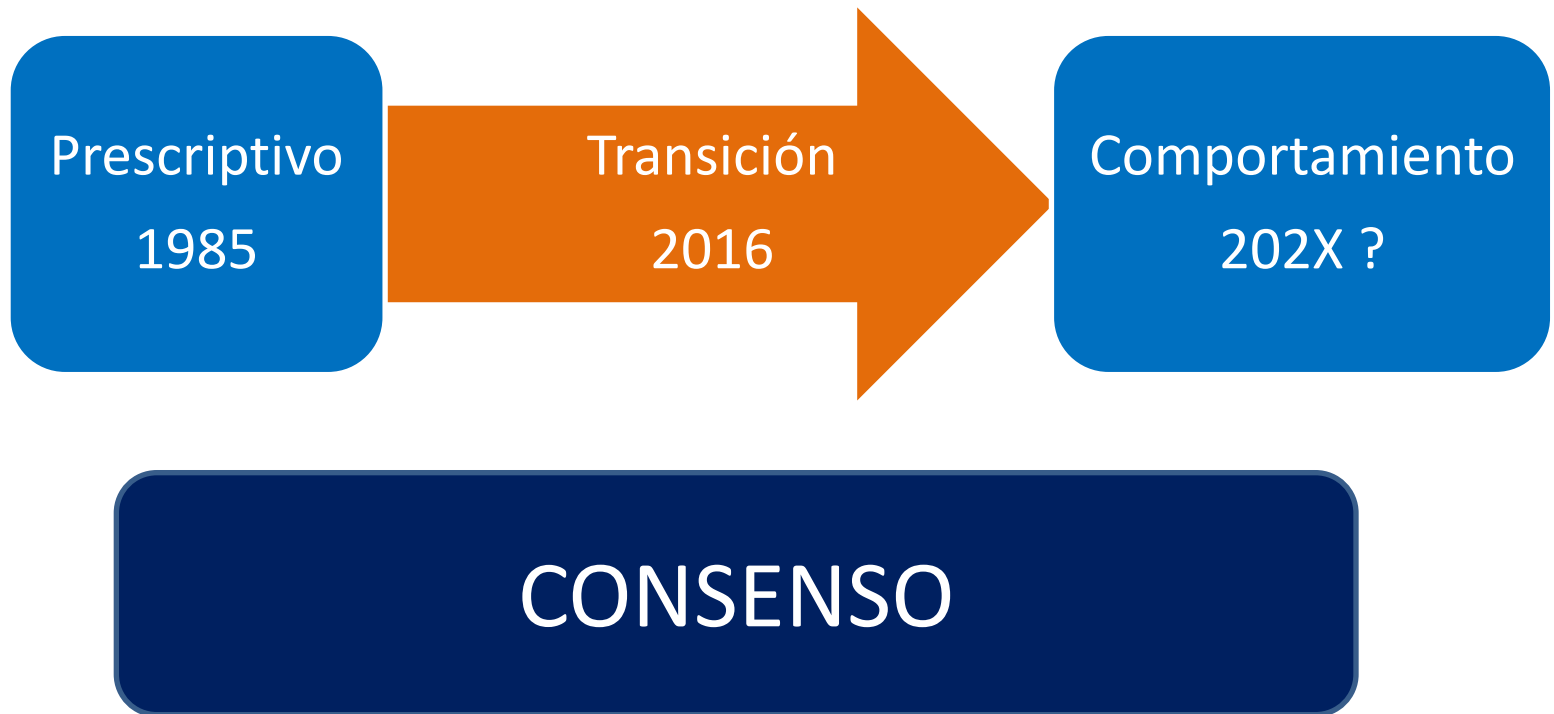 Prescriptivo
1985
Transición
2016
Comportamiento
202X ?
CONSENSO